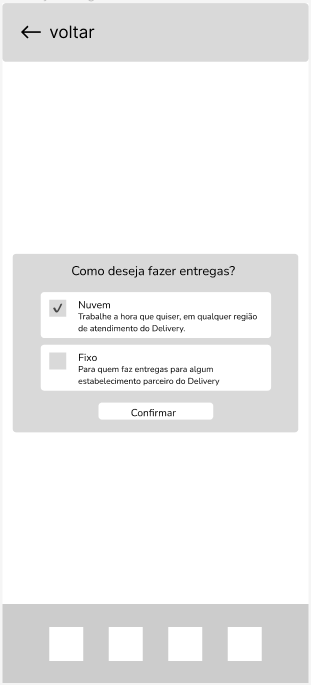 voltar
Como deseja fazer entregas?
Nuvem
Trabalhe a hora que quiser, em qualquer região
de atendimento do Delivery.
Fixo
Para quem faz entregas para algum
estabelecimento parceiro do Delivery
Confirmar